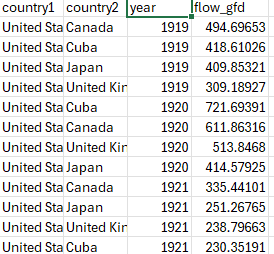 country1 country2 year flow_gfd
United Sta Canada 1919 494.69653
United Sta Cuba 1919 418.61026
United Sta Japan 1919 409.85321
United Sta United Kin 1919 309.18927
United Sta Cuba 1920 721.69391
United Sta Canada 1920 611.86316
United Sta United Kin 1920 513.8468
United Sta Japan 1920 414.57925
United Sta Canada 1921 335.44101
United Sta Japan 1921 251.26765
United Sta United Kin 1921 238.79663
United Sta Cuba 1921 230.35191